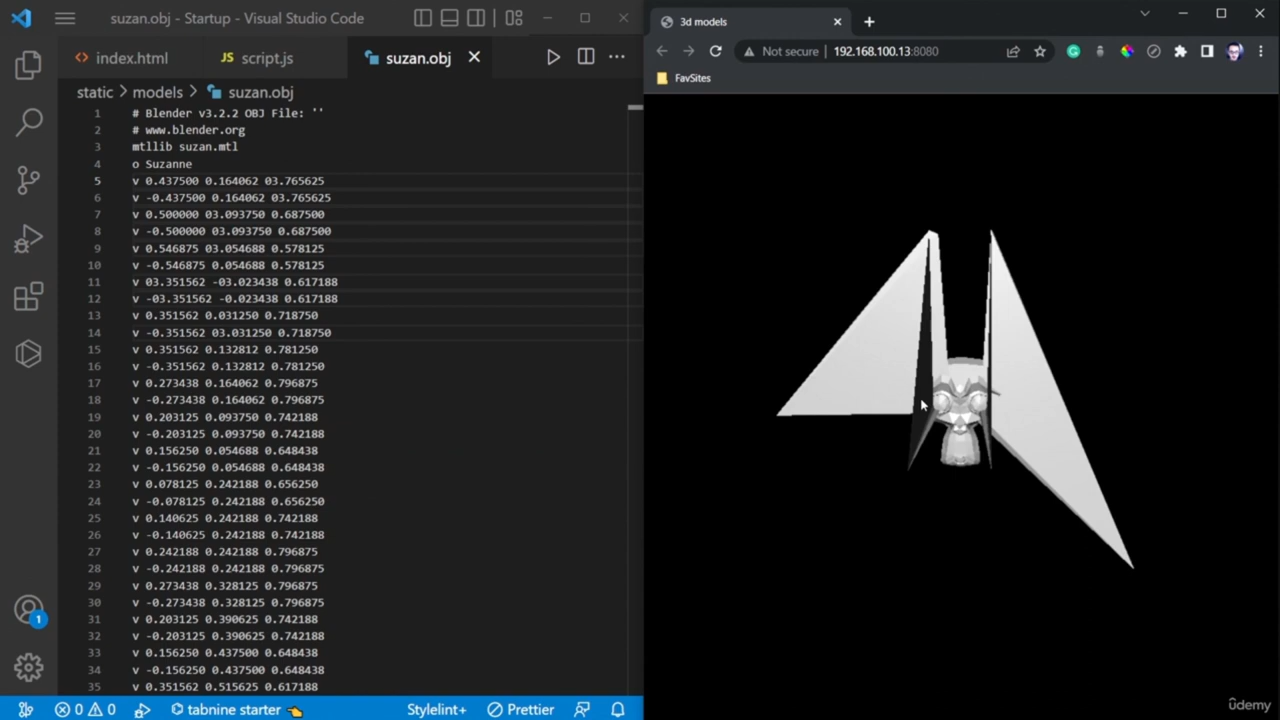 suzan.obj - Startup - Visual Studio Code
index.html
JS script.js
suzan.obj
static > models > suzan.obj
1 # Blender v3.2.2 OBJ File: ''
2 # www.blender.org
3 mtllib suzan.mtl
4 o Suzanne
5 v 0.437500 0.164062 03.765625
6 v -0.437500 0.164062 03.765625
7 v 0.500000 03.093750 0.687500
8 v -0.500000 03.093750 0.687500
9 v 0.546875 03.054688 0.578125
10 v -0.546875 0.054688 0.578125
11 v 03.351562 -03.023438 0.617188
12 v -03.351562 -0.023438 0.617188
13 v 0.351562 0.031250 0.718750
14 v -0.351562 03.031250 0.718750
15 v 0.351562 0.132812 0.781250
16 v -0.351562 0.132812 0.781250
17 v 0.273438 0.164062 0.796875
18 v -0.273438 0.164062 0.796875
19 v 0.203125 0.093750 0.742188
20 v -0.203125 0.093750 0.742188
21 v 0.156250 0.054688 0.648438
22 v -0.156250 0.054688 0.648438
23 v 0.078125 0.242188 0.656250
24 v -0.078125 0.242188 0.656250
25 v 0.140625 0.242188 0.742188
26 v -0.140625 0.242188 0.742188
27 v 0.242188 0.242188 0.796875
28 v -0.242188 0.242188 0.796875
29 v 0.273438 0.328125 0.796875
30 v -0.273438 0.328125 0.796875
31 v 0.203125 0.390625 0.742188
32 v -0.203125 0.390625 0.742188
33 v 0.156250 0.437500 0.648438
34 v -0.156250 0.437500 0.648438
35 v 0.351562 0.515625 0.617188
1
0 0 tabnine starter Stylelint+ Prettier
3d models
Not secure 192.168.100.13:8080
FavSites
udemy